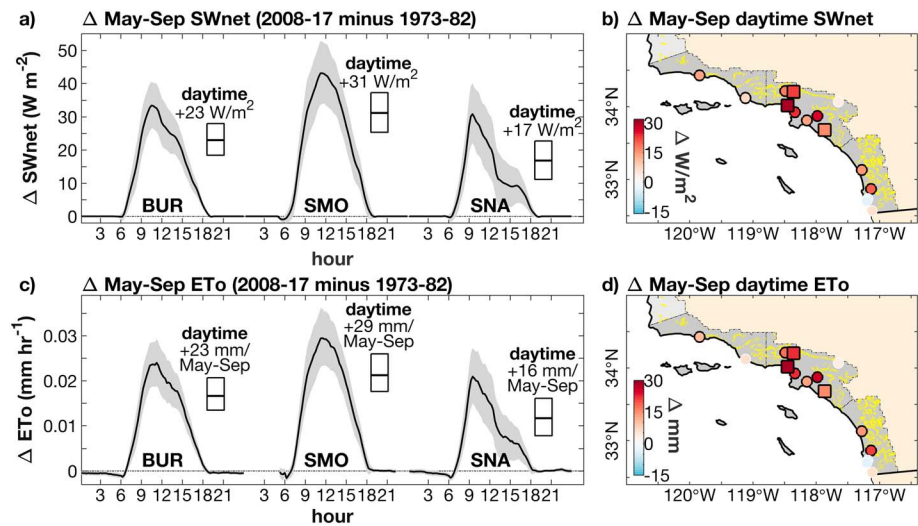 a) Δ May-Sep SWnet (2008-17 minus 1973-82)
Δ SWnet (W m⁻²)
50
40
30
20
10
0
daytime
+23 W/m²
daytime
+31 W/m²
daytime
+17 W/m²
BUR
SMO
SNA
3 6 9 12 15 18 21 3 6 9 12 15 18 21 3 6 9 12 15 18 21
hour
b) Δ May-Sep daytime SWnet
34°N
33°N
30
15
0
-15
Δ W/m²
120°W 119°W 118°W 117°W
c) Δ May-Sep ETo (2008-17 minus 1973-82)
Δ ETo (mm hr⁻¹)
0.03
0.02
0.01
0
daytime
+23 mm/
May-Sep
daytime
+29 mm/
May-Sep
daytime
+16 mm/
May-Sep
BUR
SMO
SNA
3 6 9 12 15 18 21 3 6 9 12 15 18 21 3 6 9 12 15 18 21
hour
d) Δ May-Sep daytime ETo
34°N
33°N
30
15
0
-15
Δ mm
120°W 119°W 118°W 117°W